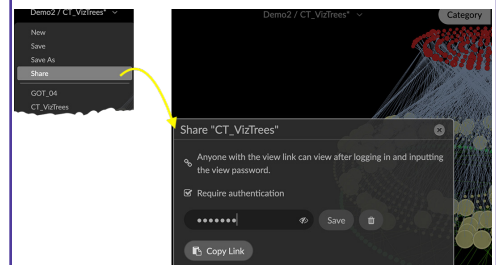 Demo2 / CT_VizTrees*
New
Save
Save As
Share
GOT_04
CT_VizTrees
Demo2 / CT_VizTrees*
Category
Share "CT_VizTrees"
Anyone with the view link can view after logging in and inputting
the view password.
Require authentication
•••••••
Save
Copy Link